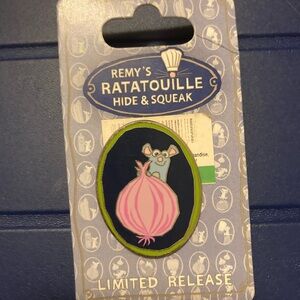 REMY'S
RATATOUILLE
HIDE & SQUEAK
LIMITED RELEASE